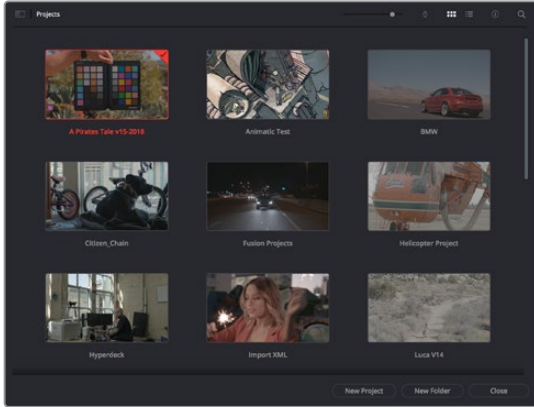 Projects
A Pirates Tale v15-2018
Animatic Test
BMW
Citizen_Chain
Fusion Projects
Helicopter Project
Hyperdeck
Import XML
Luca V14
New Project
New Folder
Close